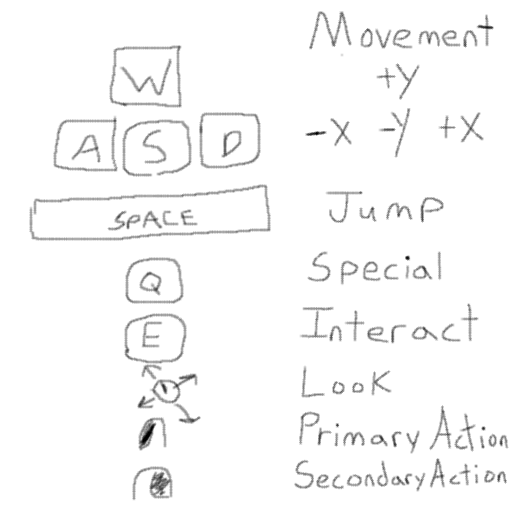 Movement
W +Y
A S D -X -Y +X
SPACE Jump
Q Special
E Interact
Look
Primary Action
Secondary Action